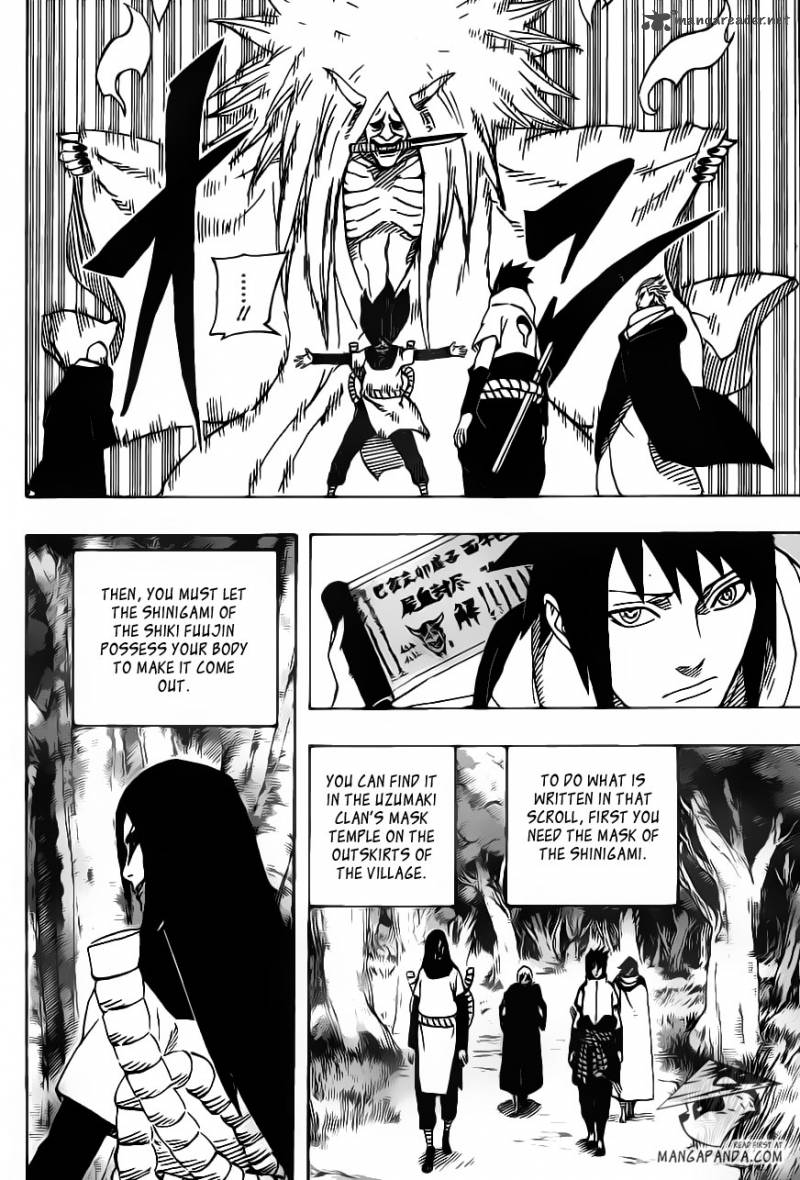 mangareader.net
オ
......!!
解
TO DO WHAT IS
WRITTEN IN THAT
SCROLL, FIRST YOU
NEED THE MASK OF
THE SHINIGAMI.
YOU CAN FIND IT
IN THE UZUMAKI
CLAN'S MASK
TEMPLE ON THE
OUTSKIRTS OF
THE VILLAGE.
THEN, YOU MUST LET
THE SHINIGAMI OF
THE SHIKI FUUJIN
POSSESS YOUR BODY
TO MAKE IT COME
OUT.
READ FIRST AT
MANGAPANDA.COM